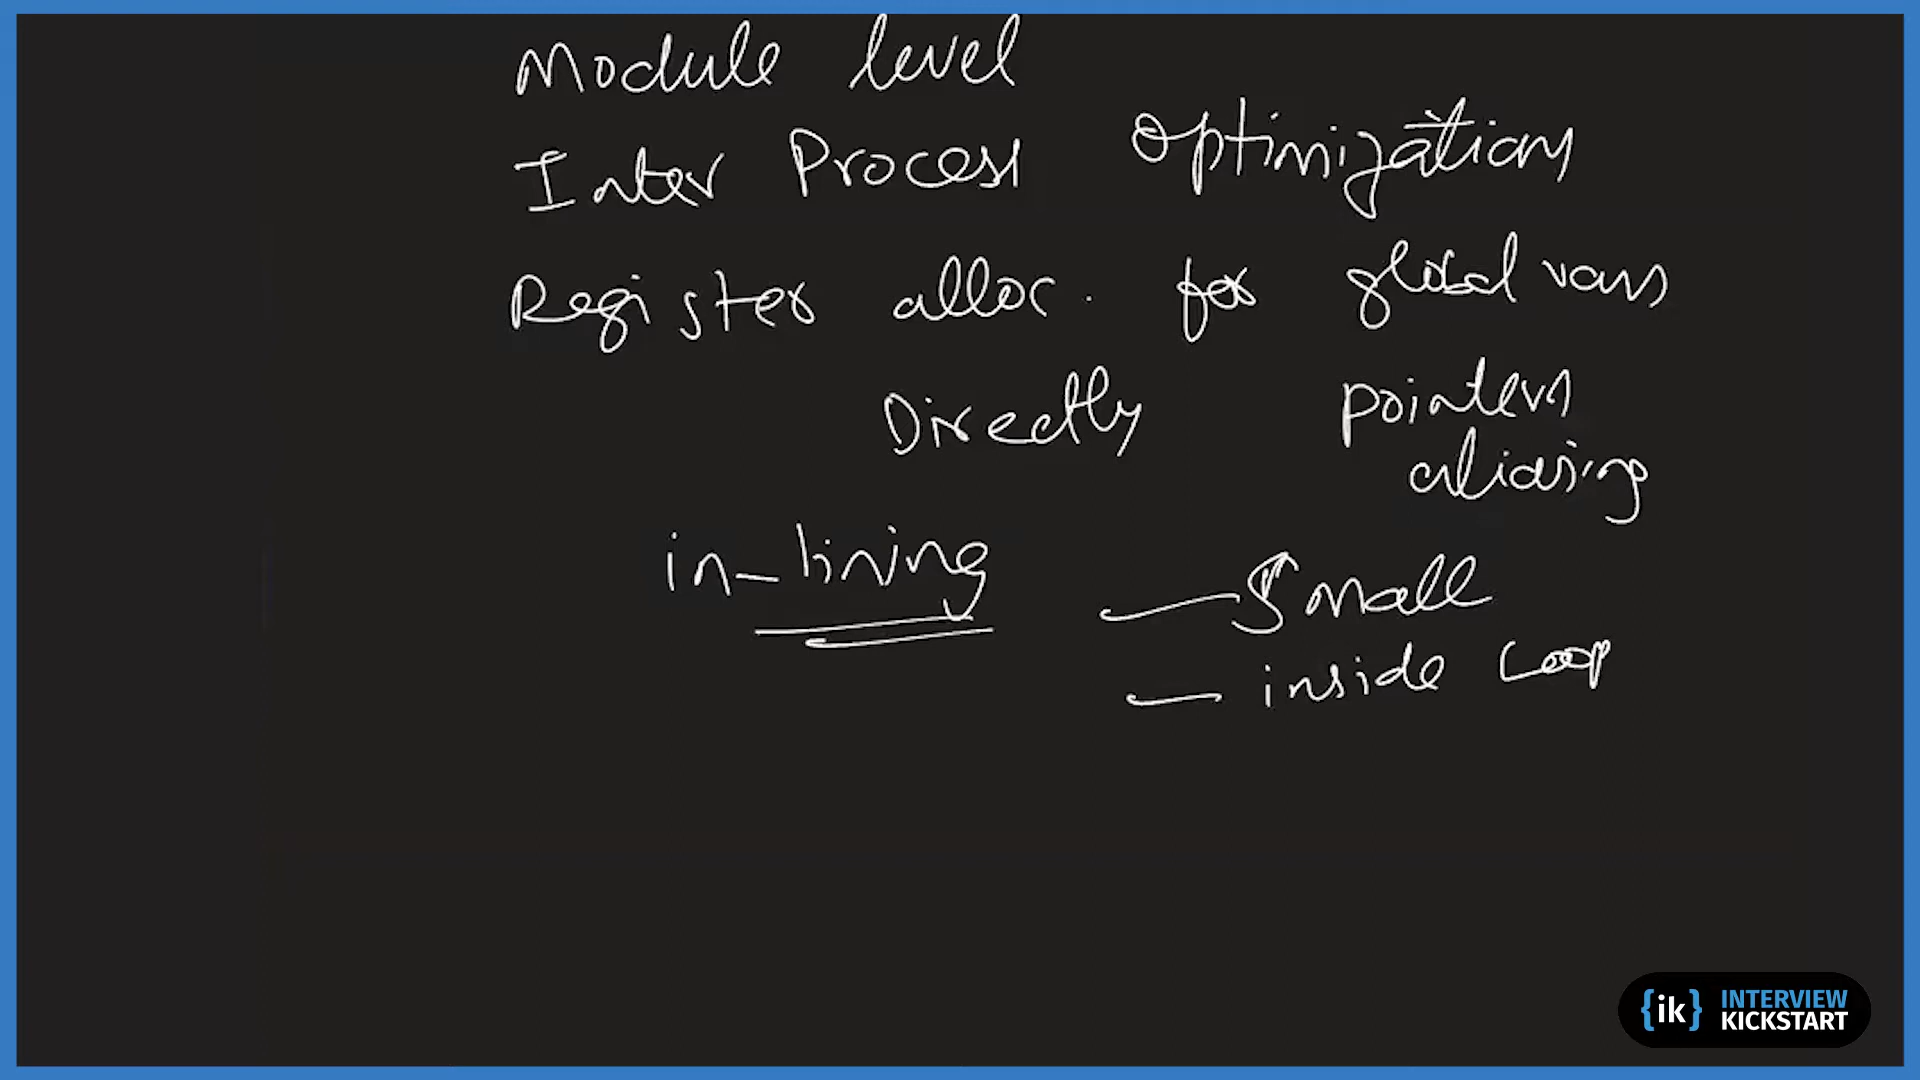 Module level
Inter Process Optimizations
Register alloc. for global vars
Directly pointers
aliasing
in-lining
- Small
- inside Loop
{ik} INTERVIEW
KICKSTART